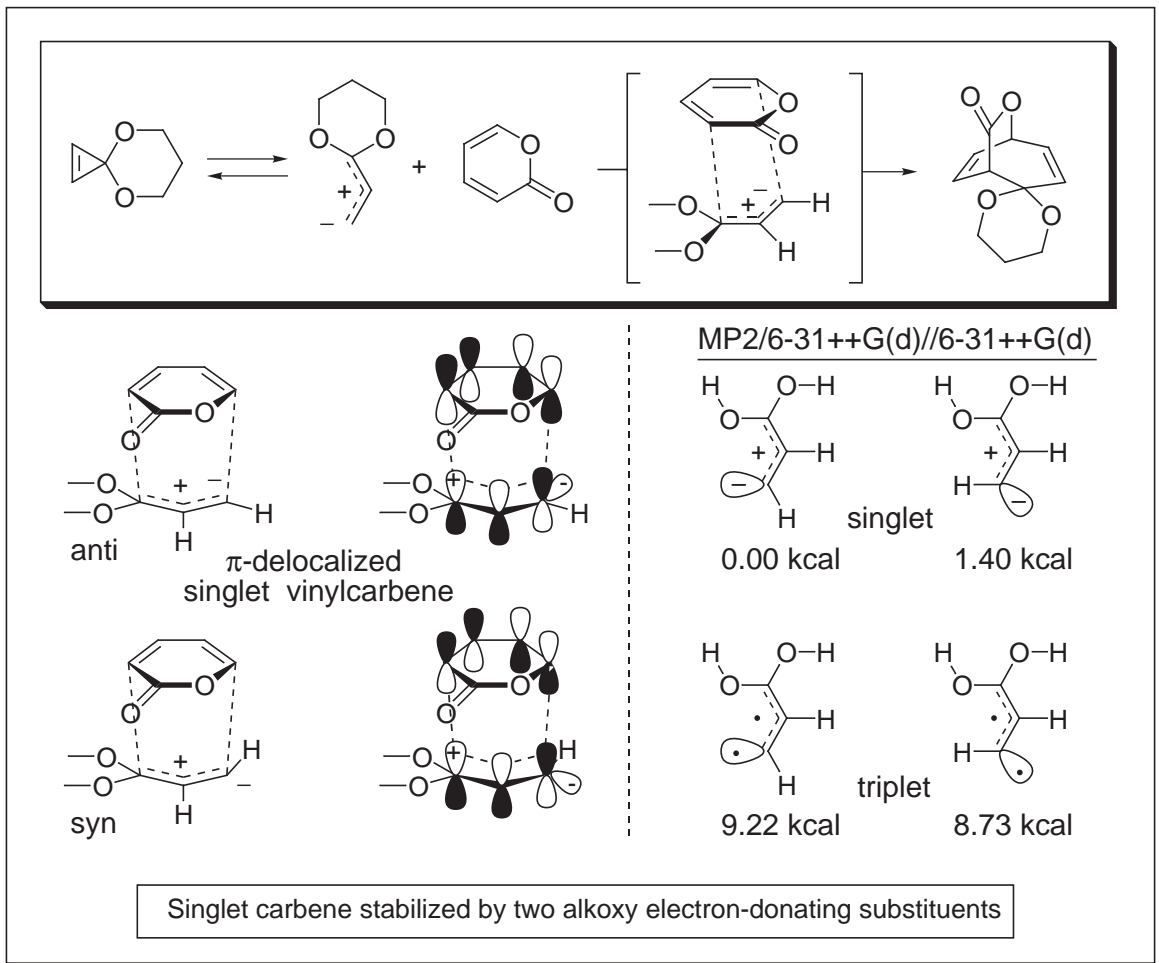 O
O
O
O
+
−
+
O
O
O
O
−
+
O
O
H
H
O
O
O
O
O
O
O
O
O
+
−
H
H
anti
O
O
O
O
+
-
H
π-delocalized
singlet vinylcarbene
O
O
O
O
+
−
H
H
syn
O
O
O
O
+
-
H
MP2/6-31++G(d)//6-31++G(d)
H
O
O–H
+
H
−
H
H
O
O–H
+
H
H
−
singlet
0.00 kcal
1.40 kcal
H
O
O–H
•
H
•
H
H
O
O–H
•
H
H
•
triplet
9.22 kcal
8.73 kcal
Singlet carbene stabilized by two alkoxy electron-donating substituents